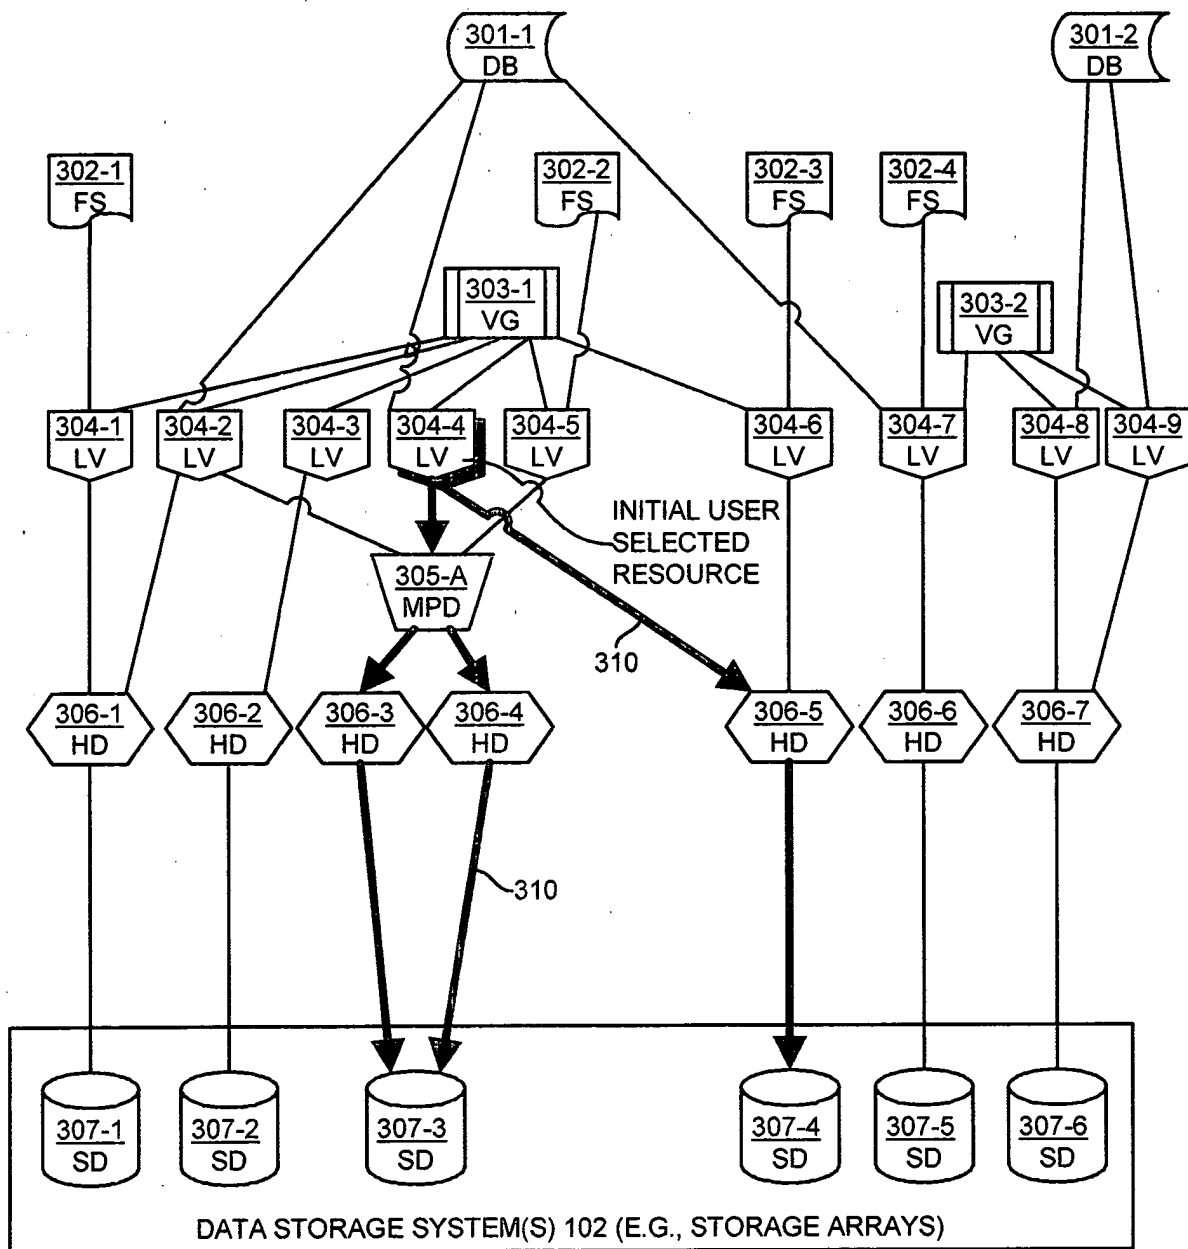 301-1
DB
301-2
DB
302-1
FS
302-2
FS
302-3
FS
302-4
FS
303-1
VG
303-2
VG
304-1
LV
304-2
LV
304-3
LV
304-4
LV
304-5
LV
304-6
LV
304-7
LV
304-8
LV
304-9
LV
INITIAL USER
SELECTED
RESOURCE
305-A
MPD
310
306-1
HD
306-2
HD
306-3
HD
306-4
HD
306-5
HD
306-6
HD
306-7
HD
310
307-1
SD
307-2
SD
307-3
SD
307-4
SD
307-5
SD
307-6
SD
DATA STORAGE SYSTEM(S) 102 (E.G., STORAGE ARRAYS)